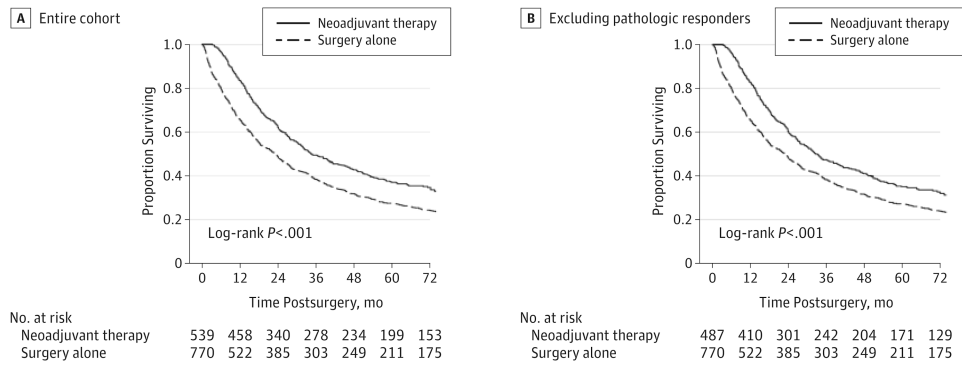 A Entire cohort
Neoadjuvant therapy
Surgery alone
1.0
0.8
0.6
0.4
0.2
0
Proportion Surviving
Log-rank P<.001
0 12 24 36 48 60 72
Time Postsurgery, mo
No. at risk
Neoadjuvant therapy 539 458 340 278 234 199 153
Surgery alone 770 522 385 303 249 211 175
B Excluding pathologic responders
Neoadjuvant therapy
Surgery alone
1.0
0.8
0.6
0.4
0.2
0
Proportion Surviving
Log-rank P<.001
0 12 24 36 48 60 72
Time Postsurgery, mo
No. at risk
Neoadjuvant therapy 487 410 301 242 204 171 129
Surgery alone 770 522 385 303 249 211 175